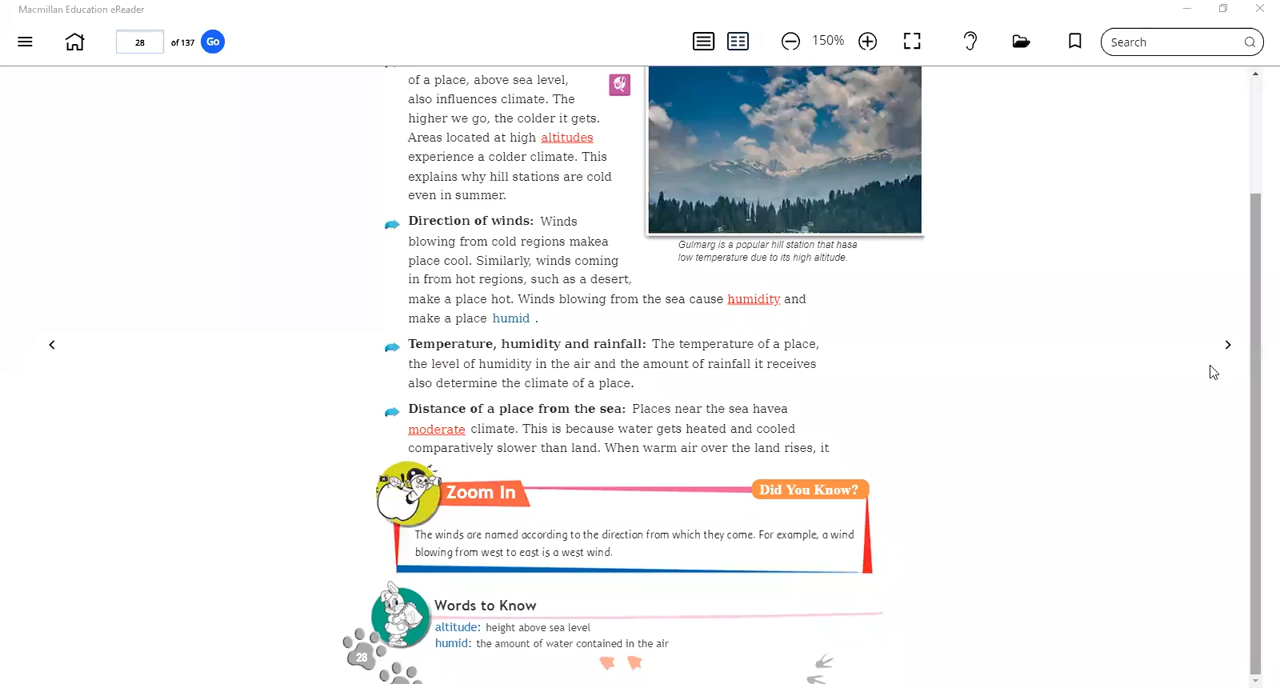 Macmillan Education eReader
28 of 137 Go
150%
Search
of a place, above sea level,
also influences climate. The
higher we go, the colder it gets.
Areas located at high altitudes
experience a colder climate. This
explains why hill stations are cold
even in summer.
Gulmarg is a popular hill station that hasa
low temperature due to its high altitude.
Direction of winds: Winds
blowing from cold regions makea
place cool. Similarly, winds coming
in from hot regions, such as a desert,
make a place hot. Winds blowing from the sea cause humidity and
make a place humid .
Temperature, humidity and rainfall: The temperature of a place,
the level of humidity in the air and the amount of rainfall it receives
also determine the climate of a place.
Distance of a place from the sea: Places near the sea havea
moderate climate. This is because water gets heated and cooled
comparatively slower than land. When warm air over the land rises, it
Zoom In
Did You Know?
The winds are named according to the direction from which they come. For example, a wind
blowing from west to east is a west wind.
Words to Know
altitude: height above sea level
humid: the amount of water contained in the air
28